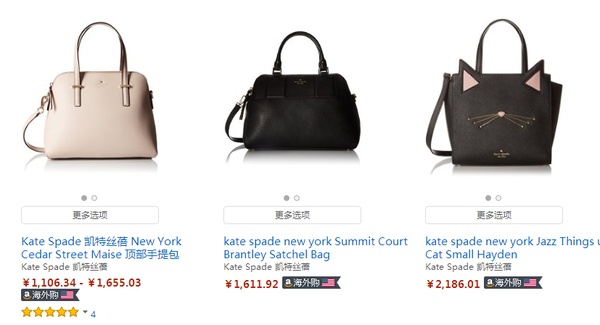 更多选项
更多选项
更多选项
Kate Spade 凯特丝蓓 New York
Cedar Street Maise 顶部手提包
Kate Spade 凯特丝蓓
￥1,106.34 - ￥1,655.03
海外购
4
kate spade new york Summit Court
Brantley Satchel Bag
Kate Spade 凯特丝蓓
￥1,611.92
海外购
kate spade new york Jazz Things u
Cat Small Hayden
Kate Spade 凯特丝蓓
￥2,186.01
海外购